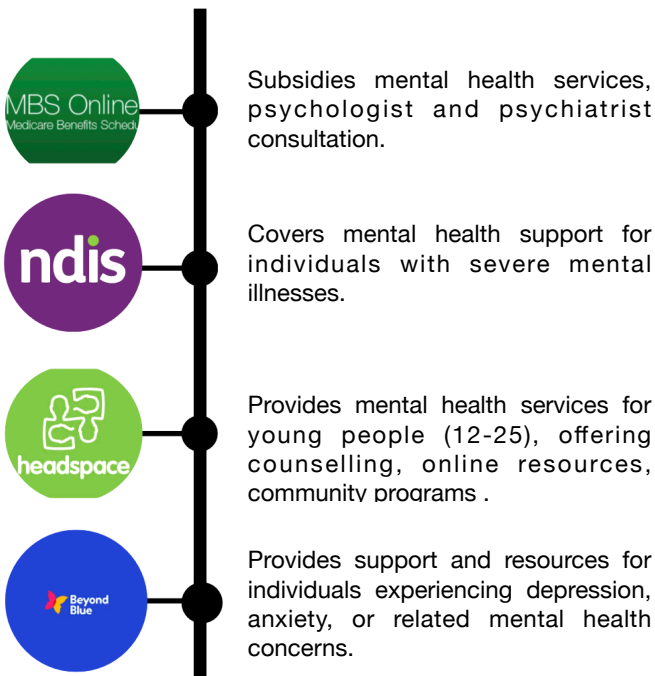 MBS Online
Medicare Benefits Schedu
Subsidies mental health services,
psychologist and psychiatrist
consultation.
ndis
Covers mental health support for
individuals with severe mental
illnesses.
headspace
Provides mental health services for
young people (12-25), offering
counselling, online resources,
community programs .
Beyond
Blue
Provides support and resources for
individuals experiencing depression,
anxiety, or related mental health
concerns.